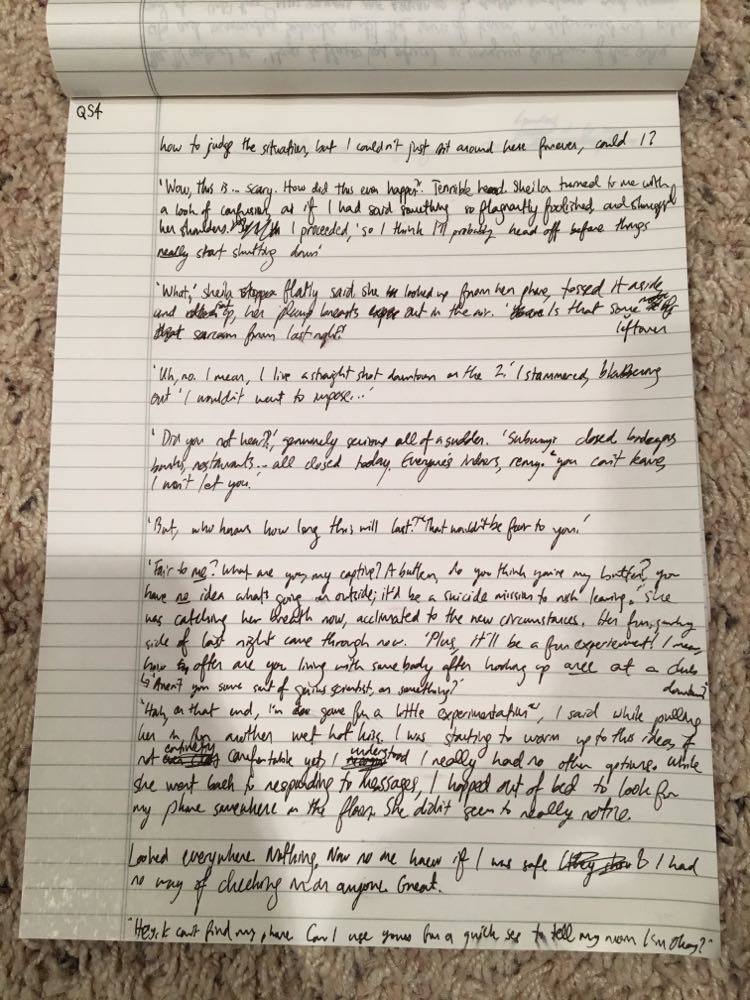 QS4
how to judge the situation, but I couldn't just sit around here forever, could I?
'Wow, this is... scary. How did this even happen?' Terrible Sheila turned to me with
a look of confusion, as if I had said something so flagrantly foolish, and shrugged
her shoulders. I proceeded, 'so I think I'll probably head off before things
really start shutting down'
'What,' Sheila flatly said. She looked up from her phone, tossed it aside
and up, her plump breasts out in the air. 'Is that some more
sarcasm from last night?'
leftover
'Uh, no. I mean, I live a straight shot downtown on the 2.' I stammered, blabbering
out 'I wouldn't want to impose...'
'Did you not hear?', genuinely serious all of a sudden. 'Subways closed bodegas
banks, restaurants... all closed today. Everyone's indoors, you can't leave,
I won't let you.'
'But, who knows how long this will last? That wouldn't be fair to you.'
'Fair to me? What are you, my captive? A butler, do you think you're my butler? you
have no idea what's going on outside; it'd be a suicide mission to risk leaving.' She
was catching her breath now, acclimated to the new circumstances. Her fun,
side of last night came through now. 'Plus, it'll be a fun experiment! I mean,
how often are you living with somebody after hooking up at a club
downtown?
Aren't you some sort of genius scientist, or something?'
'Hah, on that end, I'm game for a little experimentation', I said while pulling
her in for another wet hot kiss. I was starting to warm up to this idea, if
not entirely comfortable yet, I understood I really had no other options. While
she went back to responding to messages, I hopped out of bed to look for
my phone somewhere on the floor. She didn't seem to really notice.
Looked everywhere. Nothing. Now no one knew if I was safe & I had
no way of checking in on anyone. Great.
"Hey, I can't find my phone. Can I use yours for a quick sec to tell my mom I'm okay?"